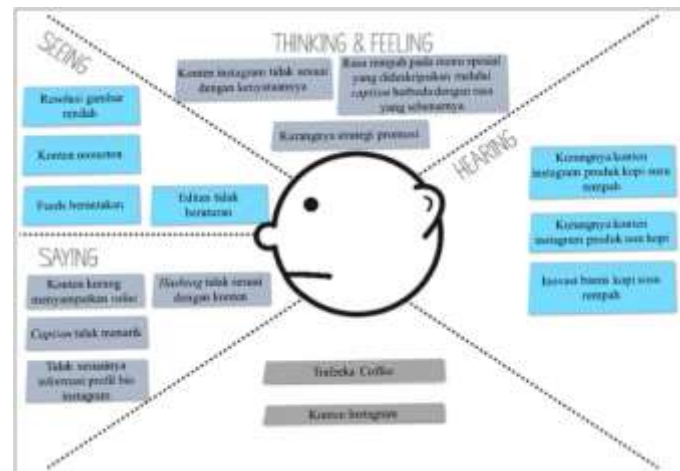 SEEING
THINKING & FEELING
Konten instagram tidak sesuai
dengan kenyataannya
Rasa rempah pada menu spesial
yang dideskripsikan melalui
caption berbeda dengan rasa
yang sebenarnya
Kurangnya strategi promosi
Resolusi gambar
rendah
Konten monoton
Feeds berantakan
Editan tidak
beraturan
HEARING
Kurangnya konten
instagram produk kopi susu
rempah
Kurangnya konten
instagram produk non kopi
Inovasi bisnis kopi susu
rempah
SAYING
Konten kurang
menyampaikan value
Hashtag tidak sesuai
dengan konten
Caption tidak menarik
Tidak sesuainya
informasi profil bio
instagram
Coffee
Konten Instagram